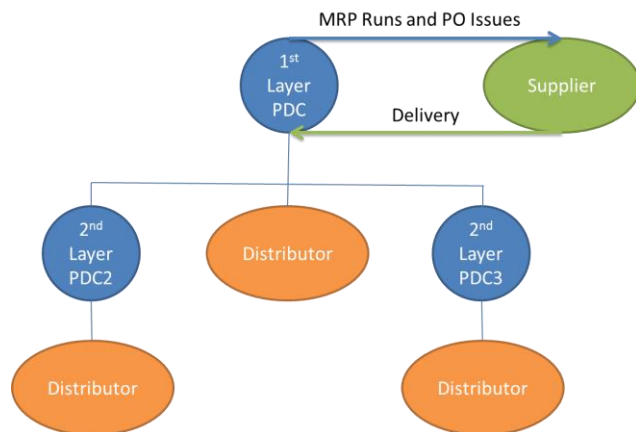 MRP Runs and PO Issues
1st
Layer
PDC
Supplier
Delivery
2nd
Layer
PDC2
Distributor
2nd
Layer
PDC3
Distributor
Distributor